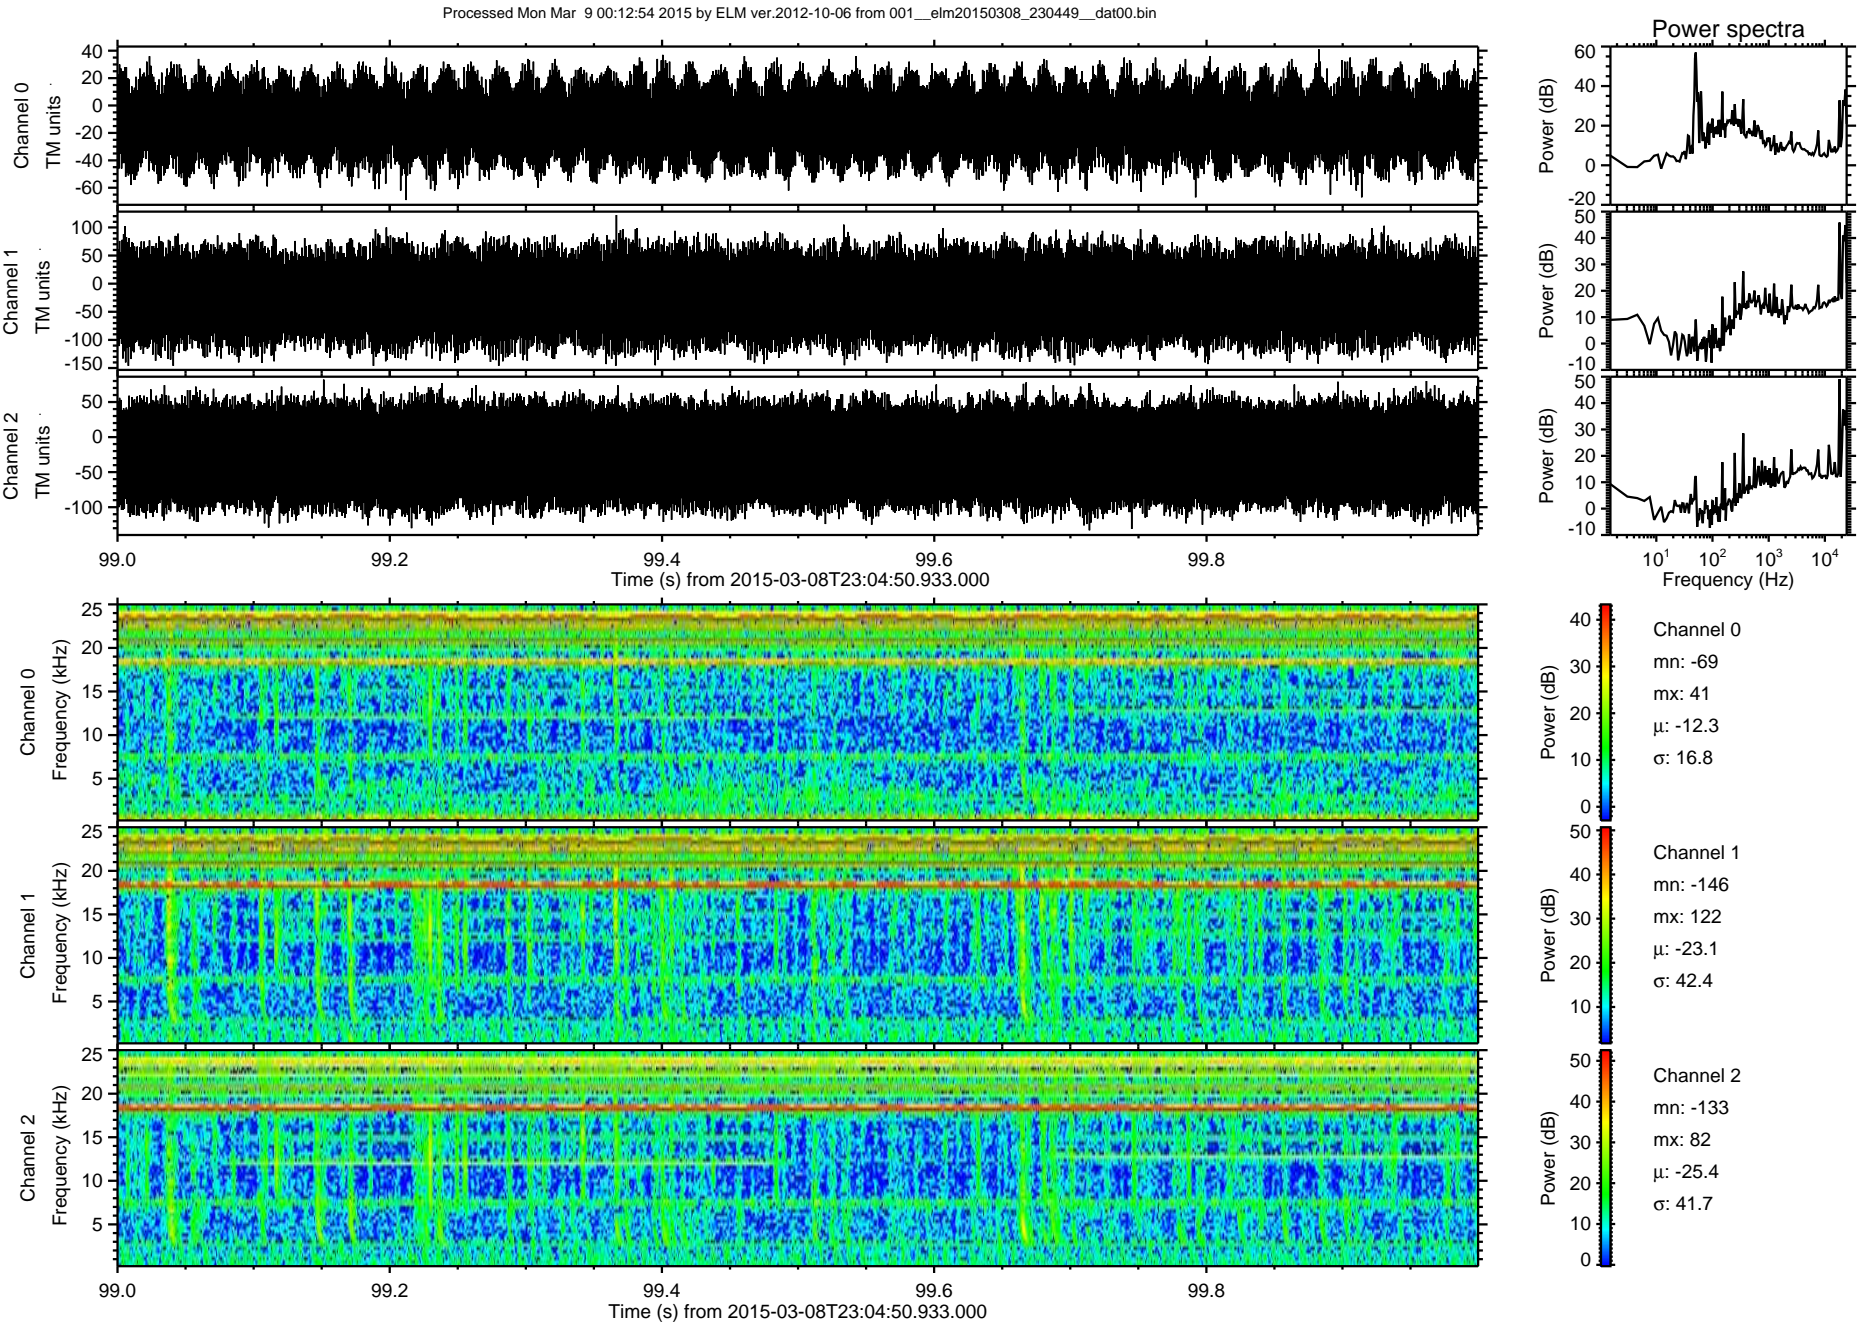 Processed Mon Mar  9 00:12:54 2015 by ELM ver.2012-10-06 from 001__elm20150308_230449__dat00.bin
Power spectra
Channel 0
TM units
40
20
0
-20
-40
-60
Power (dB)
60
40
20
0
-20
Channel 1
TM units
100
50
0
-50
-100
-150
Power (dB)
50
40
30
20
10
0
-10
Channel 2
TM units
50
0
-50
-100
Power (dB)
50
40
30
20
10
0
-10
99.0 99.2 99.4 99.6 99.8
Time (s) from 2015-03-08T23:04:50.933.000
10^1 10^2 10^3 10^4
Frequency (Hz)
Channel 0
Frequency (kHz)
25
20
15
10
5
Power (dB)
40
30
20
10
0
Channel 0
mn: -69
mx: 41
μ: -12.3
σ: 16.8
Channel 1
Frequency (kHz)
25
20
15
10
5
Power (dB)
50
40
30
20
10
Channel 1
mn: -146
mx: 122
μ: -23.1
σ: 42.4
Channel 2
Frequency (kHz)
25
20
15
10
5
Power (dB)
50
40
30
20
10
0
Channel 2
mn: -133
mx: 82
μ: -25.4
σ: 41.7
99.0 99.2 99.4 99.6 99.8
Time (s) from 2015-03-08T23:04:50.933.000